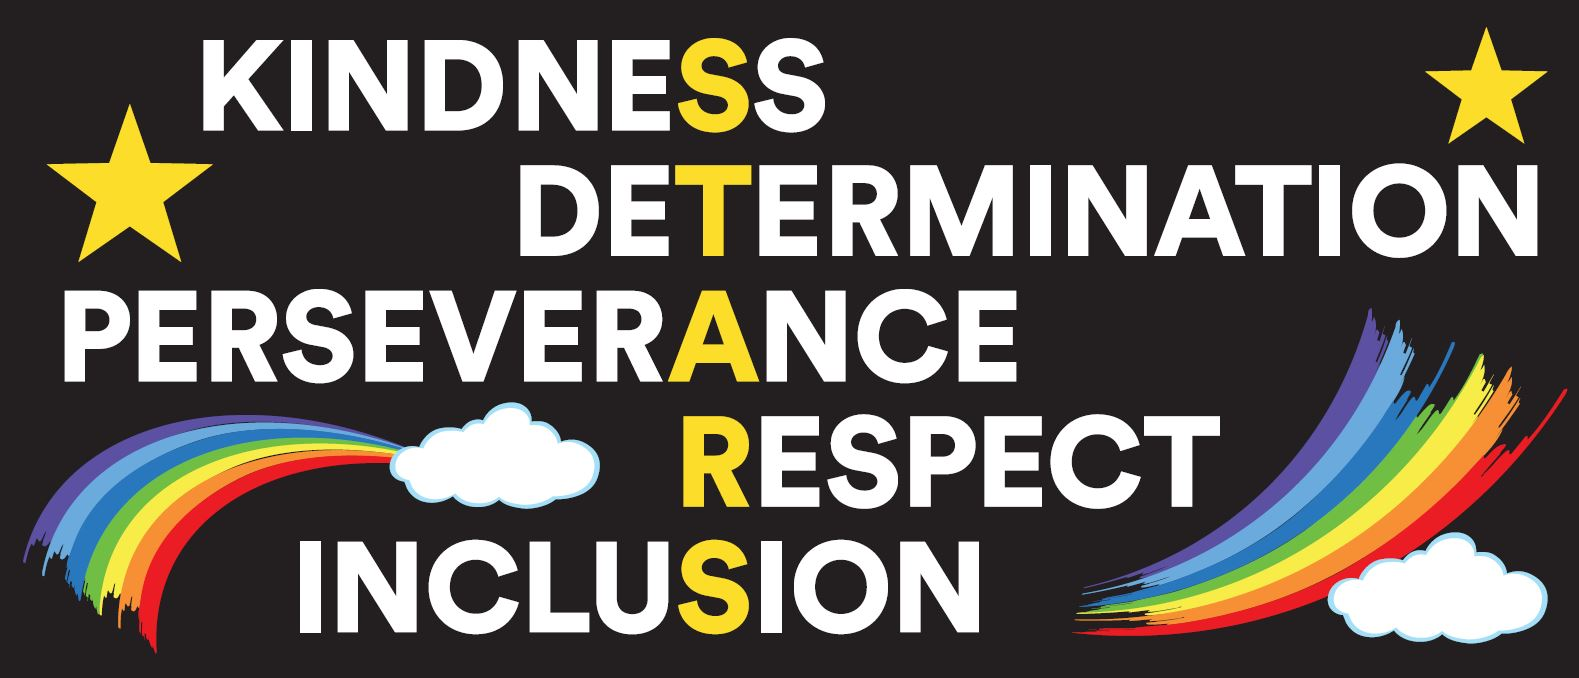 KINDNESS
DETERMINATION
PERSEVERANCE
RESPECT
INCLUSION